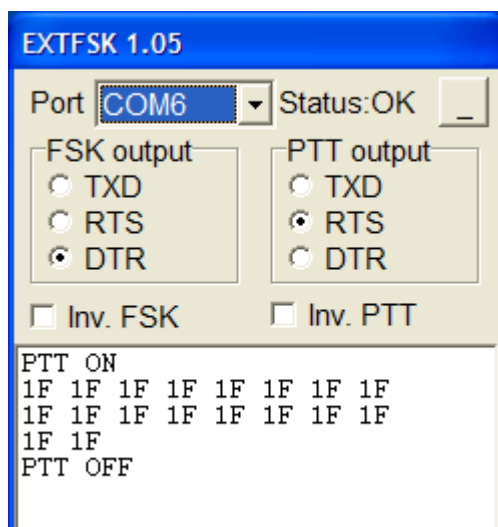 EXTFSK 1.05
Port COM6 Status:OK _
FSK output PTT output
TXD TXD
RTS RTS
DTR DTR
Inv. FSK Inv. PTT
PTT ON
1F 1F 1F 1F 1F 1F 1F 1F
1F 1F 1F 1F 1F 1F 1F 1F
1F 1F
PTT OFF